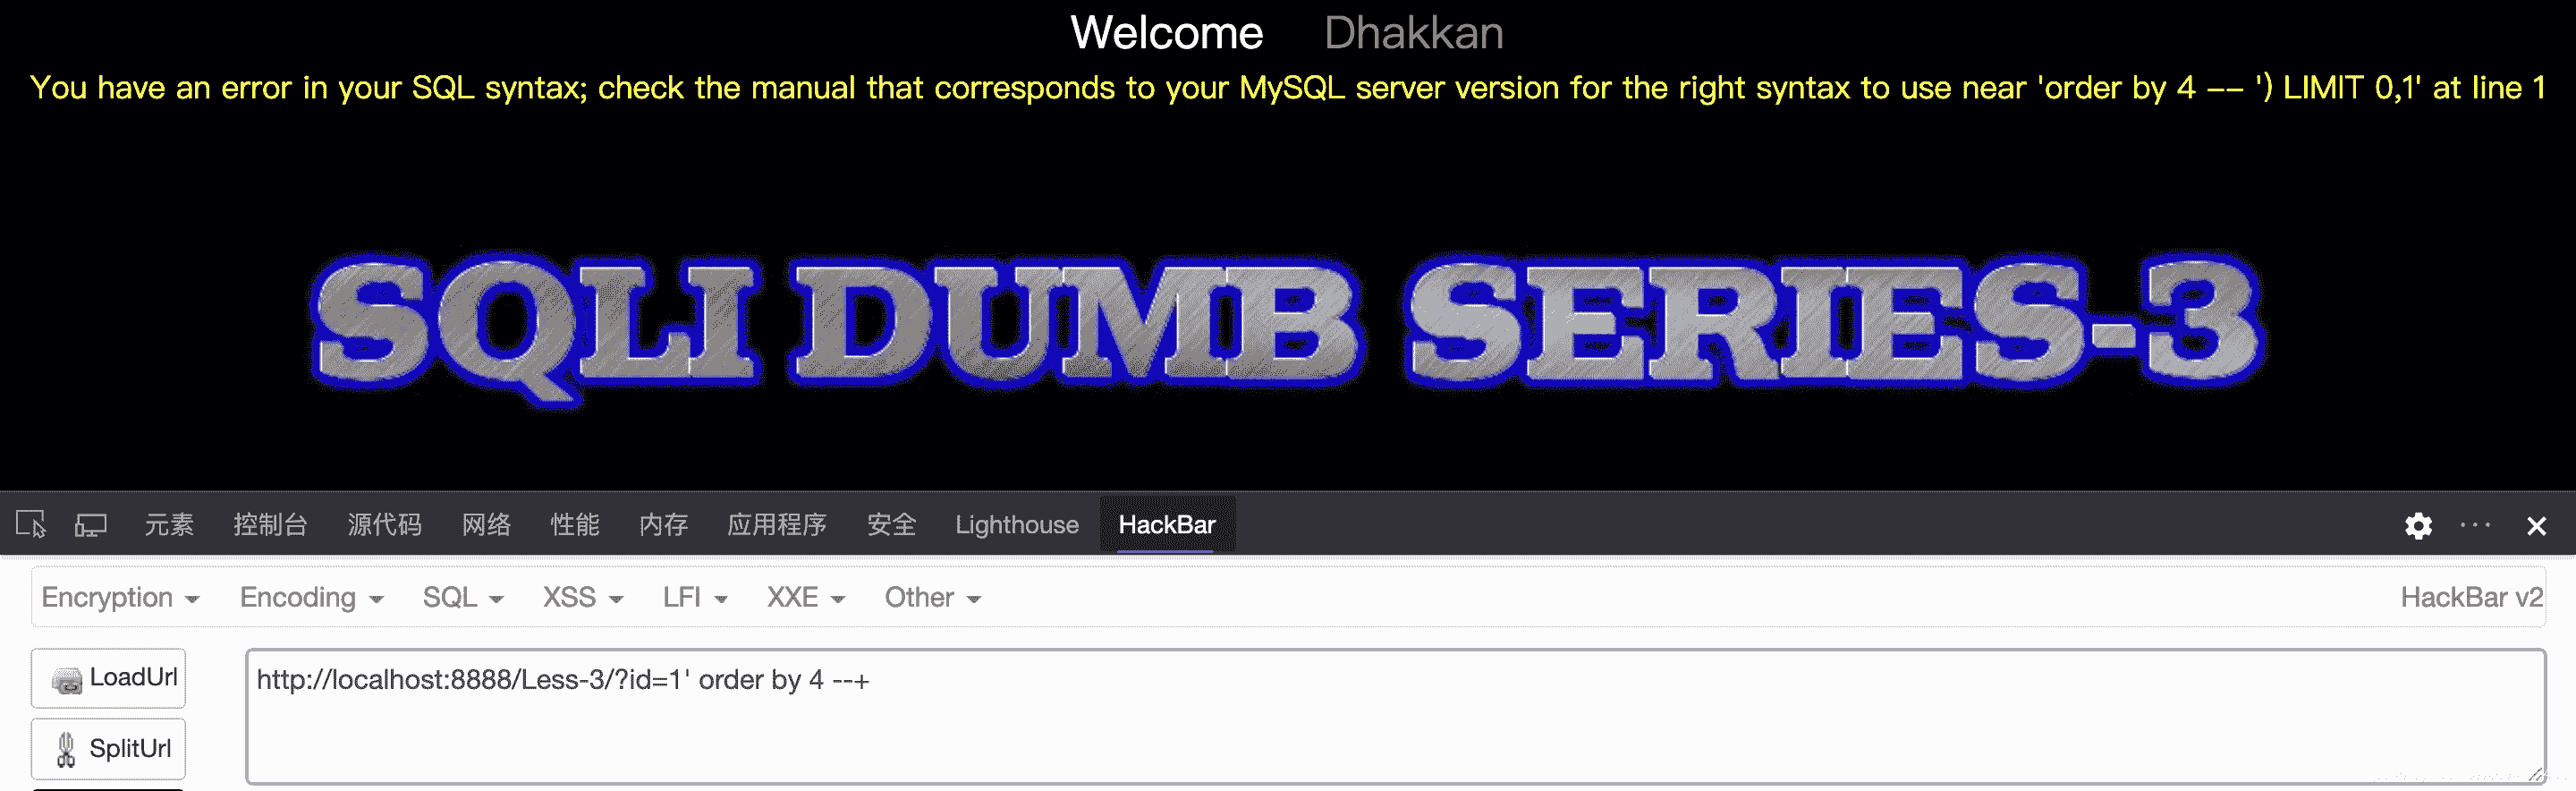 Welcome Dhakkan
You have an error in your SQL syntax; check the manual that corresponds to your MySQL server version for the right syntax to use near 'order by 4 -- ') LIMIT 0,1' at line 1
SQLI DUMB SERIES-3
元素 控制台 源代码 网络 性能 内存 应用程序 安全 Lighthouse HackBar
Encryption Encoding SQL XSS LFI XXE Other HackBar v2
LoadUrl http://localhost:8888/Less-3/?id=1' order by 4 --+
SplitUrl